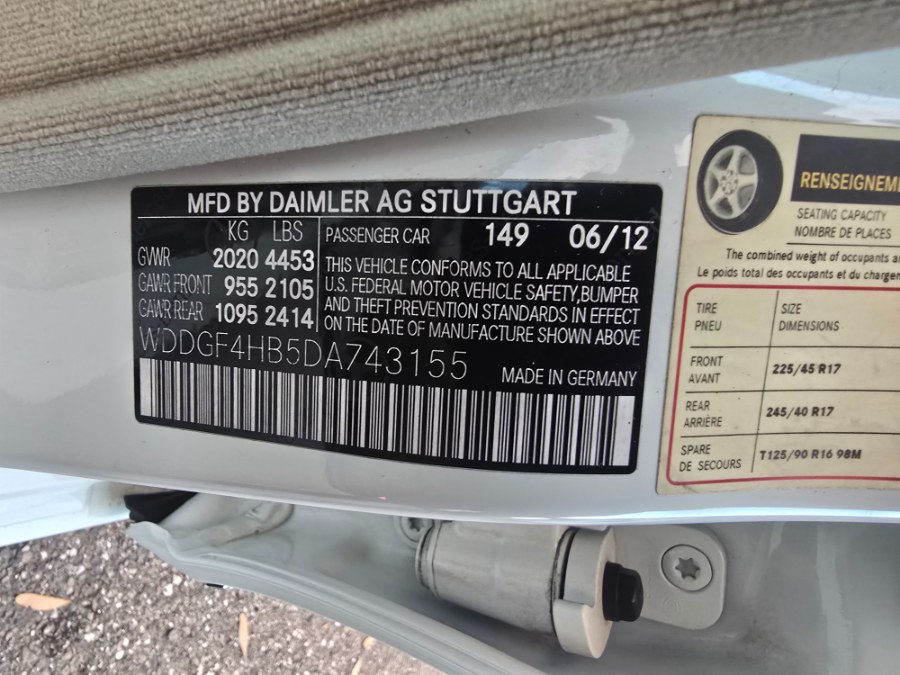 MFD BY DAIMLER AG STUTTGART
KG LBS
GVWR 2020 4453
GAWR FRONT 955 2105
GAWR REAR 1095 2414
PASSENGER CAR 149 06/12
THIS VEHICLE CONFORMS TO ALL APPLICABLE
U.S. FEDERAL MOTOR VEHICLE SAFETY,BUMPER
AND THEFT PREVENTION STANDARDS IN EFFECT
ON THE DATE OF MANUFACTURE SHOWN ABOVE
WDDGF4HB5DA743155
MADE IN GERMANY
SEATING CAPACITY
NOMBRE DE PLACES
The combined weight of occupants
Le poids total des occupants et du
TIRE SIZE
PNEU DIMENSIONS
FRONT
AVANT
225/45 R17
REAR
ARRIÈRE
245/40 R17
SPARE
DE SECOURS
T125/90 R16 98M